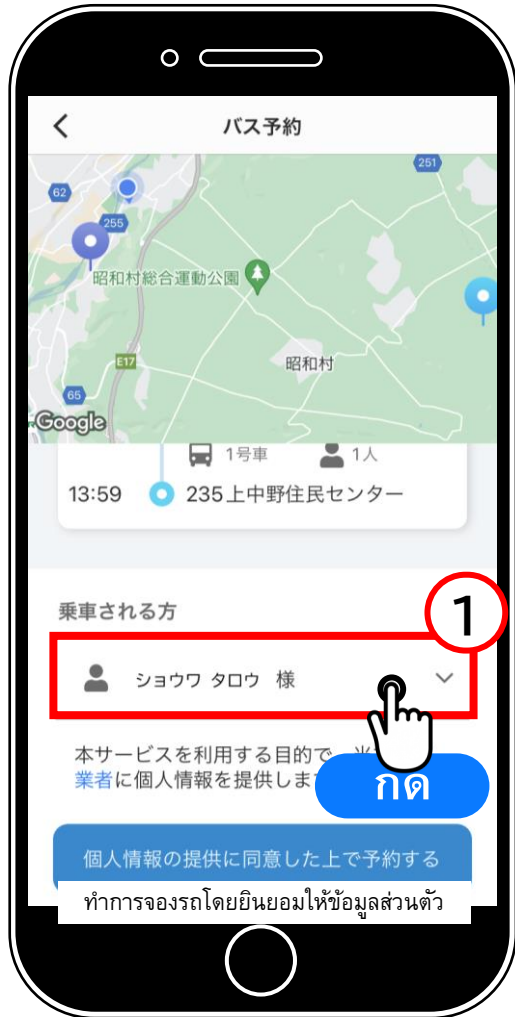 バス予約
251
62
255
昭和村総合運動公園
E17
昭和村
65
Google
1号車 1人
13:59 235上中野住民センター
乗車される方
1
ショウワ タロウ 様
本サービスを利用する目的で、
業者に個人情報を提供しま
กด
個人情報の提供に同意した上で予約する
ทำการจองรถโดยยินยอมให้ข้อมูลส่วนตัว